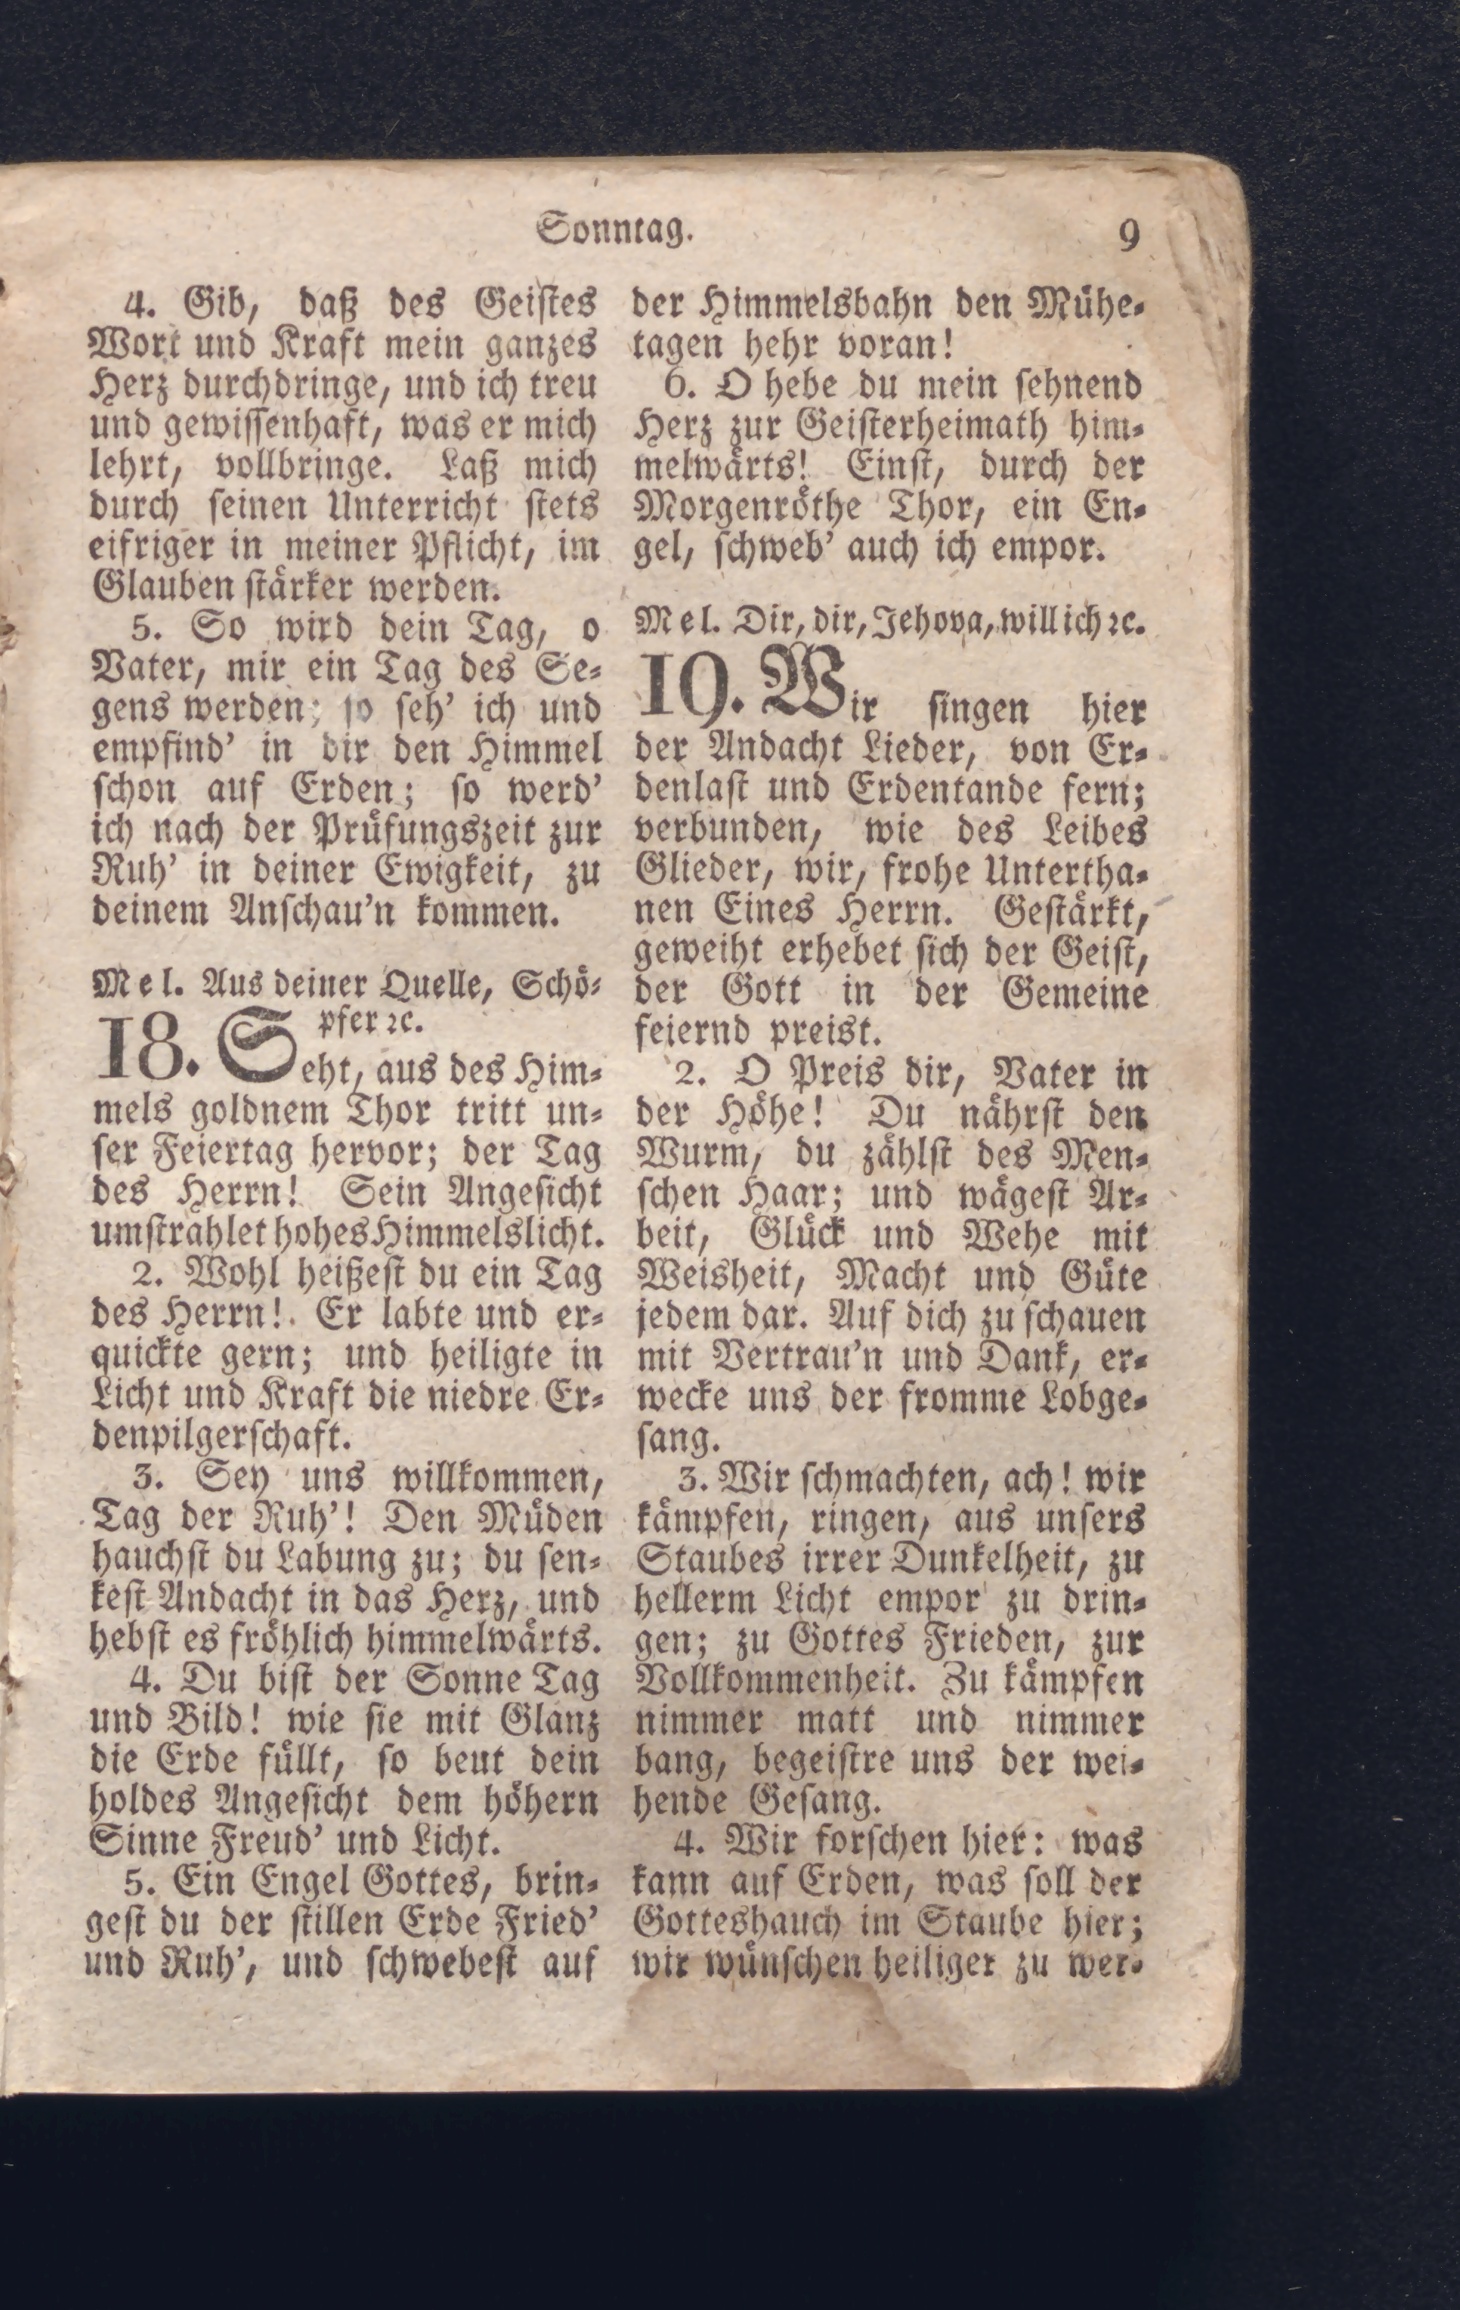 Sonntag. 9
4. Gib, daß des Geistes
Wort und Kraft mein ganzes
Herz durchdringe, und ich treu
und gewissenhaft, was er mich
lehrt, vollbringe. Laß mich
durch seinen Unterricht stets
eifriger in meiner Pflicht, im
Glauben stärker werden.
5. So wird dein Tag, o
Vater, mir ein Tag des Se-
gens werden; so seh' ich und
empfind' in dir den Himmel
schon auf Erden; so werd'
ich nach der Prüfungszeit zur
Ruh' in deiner Ewigkeit, zu
deinem Anschau'n kommen.
Mel. Aus deiner Quelle, Schö-
pfer ꝛc.
18. Seht, aus des Him-
mels goldnem Thor tritt un-
ser Feiertag hervor; der Tag
des Herrn! Sein Angesicht
umstrahlet hohes Himmelslicht.
2. Wohl heißest du ein Tag
des Herrn! Er labte und er-
quickte gern; und heiligte in
Licht und Kraft die niedre Er-
denpilgerschaft.
3. Sey uns willkommen,
Tag der Ruh'! Den Müden
hauchst du Labung zu; du sen-
kest Andacht in das Herz, und
hebst es fröhlich himmelwärts.
4. Du bist der Sonne Tag
und Bild! wie sie mit Glanz
die Erde füllt, so beut dein
holdes Angesicht dem höhern
Sinne Freud' und Licht.
5. Ein Engel Gottes, brin-
gest du der stillen Erde Fried'
und Ruh', und schwebest auf
der Himmelsbahn den Mühe-
tagen hehr voran!
6. O hebe du mein sehnend
Herz zur Geisterheimath him-
melwärts! Einst, durch der
Morgenröthe Thor, ein En-
gel, schweb' auch ich empor.
Mel. Dir, dir, Jehova, will ich ꝛc.
19. Wir singen hier
der Andacht Lieder, von Er-
denlast und Erdentande fern;
verbunden, wie des Leibes
Glieder, wir, frohe Untertha-
nen Eines Herrn. Gestärkt,
geweiht erhebet sich der Geist,
der Gott in der Gemeine
feiernd preist.
2. O Preis dir, Vater in
der Höhe! Du nährst den
Wurm, du zählst des Men-
schen Haar; und wägest Ar-
beit, Glück und Wehe mit
Weisheit, Macht und Güte
jedem dar. Auf dich zu schauen
mit Vertrau'n und Dank, er-
wecke uns der fromme Lobge-
sang.
3. Wir schmachten, ach! wir
kämpfen, ringen, aus unsers
Staubes irrer Dunkelheit, zu
hellerm Licht empor zu drin-
gen; zu Gottes Frieden, zur
Vollkommenheit. Zu kämpfen
nimmer matt und nimmer
bang, begeistre uns der wei-
hende Gesang.
4. Wir forschen hier: was
kann auf Erden, was soll der
Gotteshauch im Staube hier;
wir wünschen heiliger zu wer-